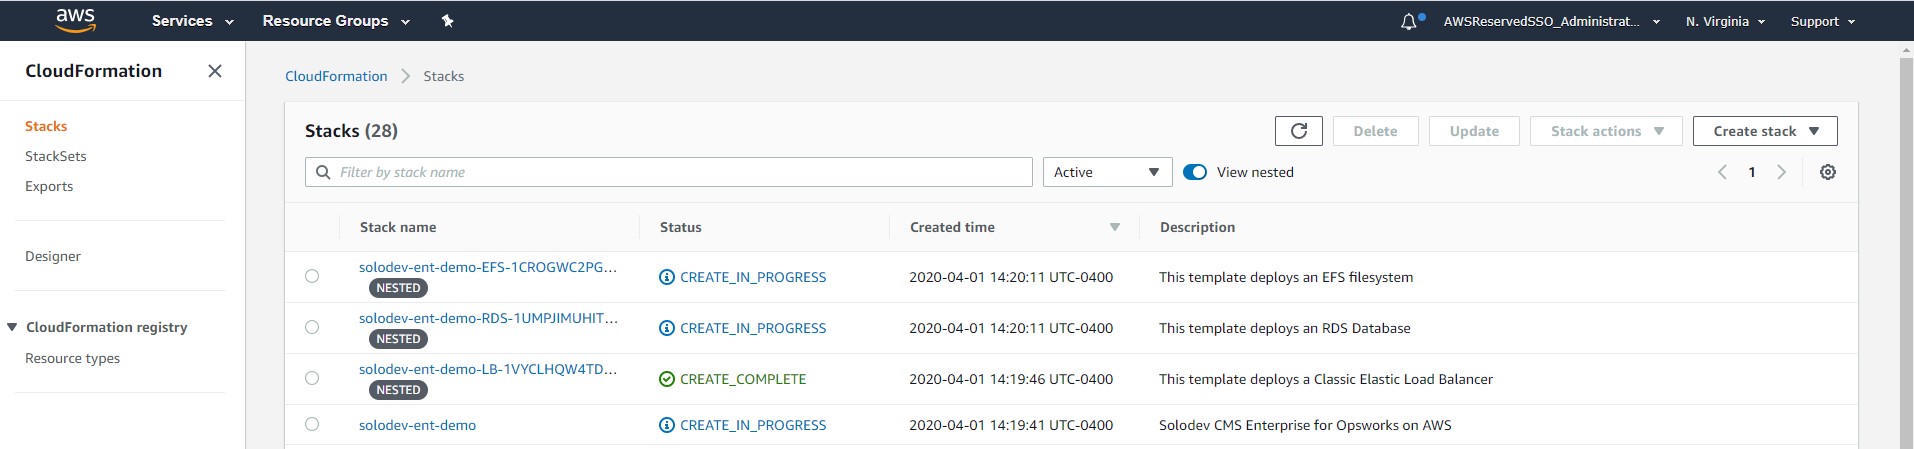 aws Services Resource Groups AWSReservedSSO_Administrat... N. Virginia Support
CloudFormation
Stacks
StackSets
Exports
Designer
CloudFormation registry
Resource types
CloudFormation Stacks
Stacks (28) Delete Update Stack actions Create stack
Filter by stack name Active View nested 1
Stack name Status Created time Description
solodev-ent-demo-EFS-1CROGWC2PG... CREATE_IN_PROGRESS 2020-04-01 14:20:11 UTC-0400 This template deploys an EFS filesystem
NESTED
solodev-ent-demo-RDS-1UMPJIMUHIT... CREATE_IN_PROGRESS 2020-04-01 14:20:11 UTC-0400 This template deploys an RDS Database
NESTED
solodev-ent-demo-LB-1VYCLHQW4TD... CREATE_COMPLETE 2020-04-01 14:19:46 UTC-0400 This template deploys a Classic Elastic Load Balancer
NESTED
solodev-ent-demo CREATE_IN_PROGRESS 2020-04-01 14:19:41 UTC-0400 Solodev CMS Enterprise for Opsworks on AWS